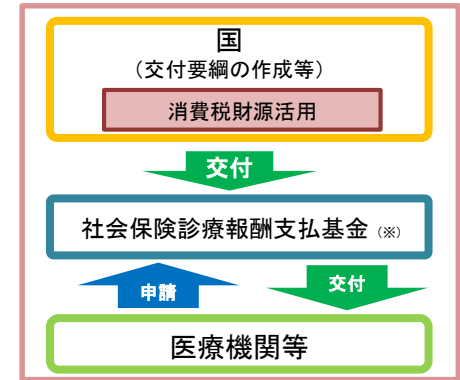 国
（交付要綱の作成等）
消費税財源活用
交付
社会保険診療報酬支払基金（※）
申請
交付
医療機関等